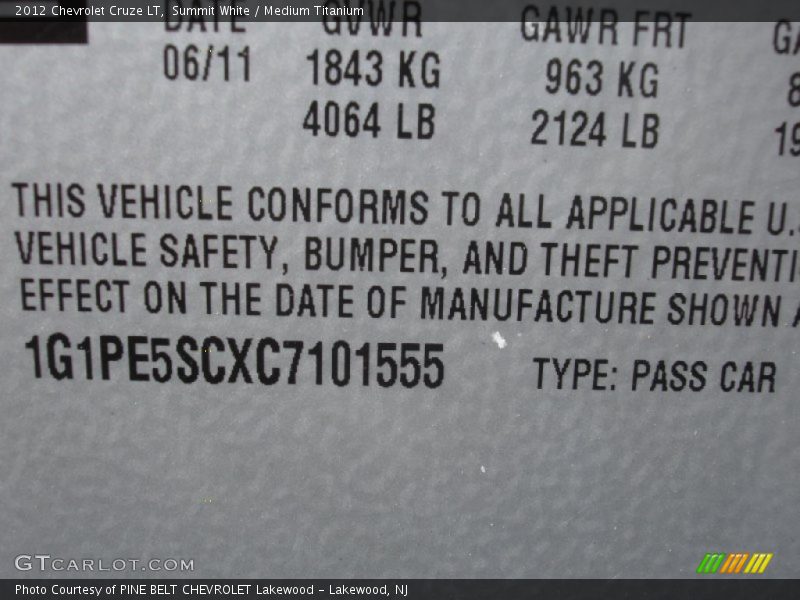 2012 Chevrolet Cruze LT, Summit White / Medium Titanium
DATE GVWR GAWR FRT
06/11 1843 KG 963 KG
4064 LB 2124 LB
THIS VEHICLE CONFORMS TO ALL APPLICABLE
VEHICLE SAFETY, BUMPER, AND THEFT
EFFECT ON THE DATE OF MANUFACTURE SHOWN
1G1PE5SCXC7101555 TYPE: PASS CAR
GTCARLOT.COM
Photo Courtesy of PINE BELT CHEVROLET Lakewood - Lakewood, NJ